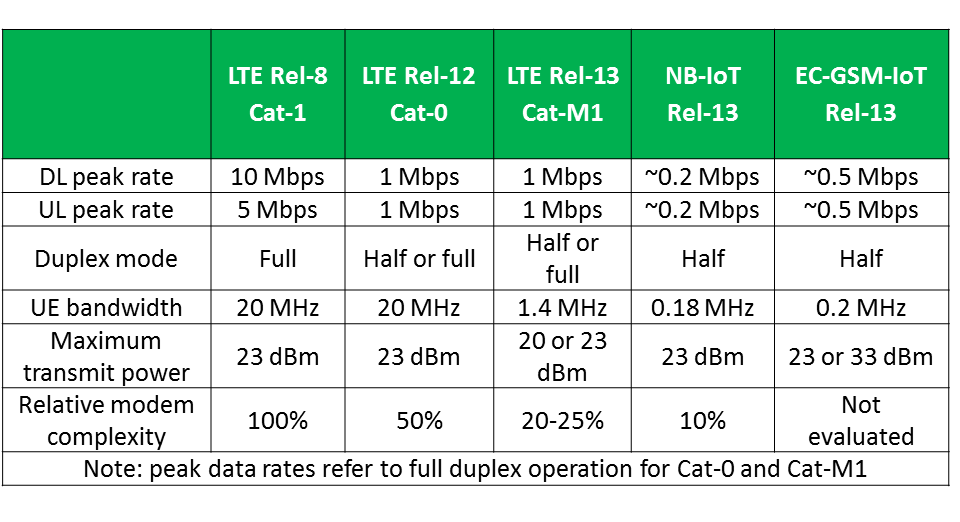 LTE Rel-8 LTE Rel-12 LTE Rel-13 NB-IoT EC-GSM-IoT
Cat-1 Cat-0 Cat-M1 Rel-13 Rel-13
DL peak rate 10 Mbps 1 Mbps 1 Mbps ~0.2 Mbps ~0.5 Mbps
UL peak rate 5 Mbps 1 Mbps 1 Mbps ~0.2 Mbps ~0.5 Mbps
Duplex mode Full Half or full Half or full Half Half
UE bandwidth 20 MHz 20 MHz 1.4 MHz 0.18 MHz 0.2 MHz
Maximum transmit power 23 dBm 23 dBm 20 or 23 dBm 23 dBm 23 or 33 dBm
Relative modem complexity 100% 50% 20-25% 10% Not evaluated
Note: peak data rates refer to full duplex operation for Cat-0 and Cat-M1